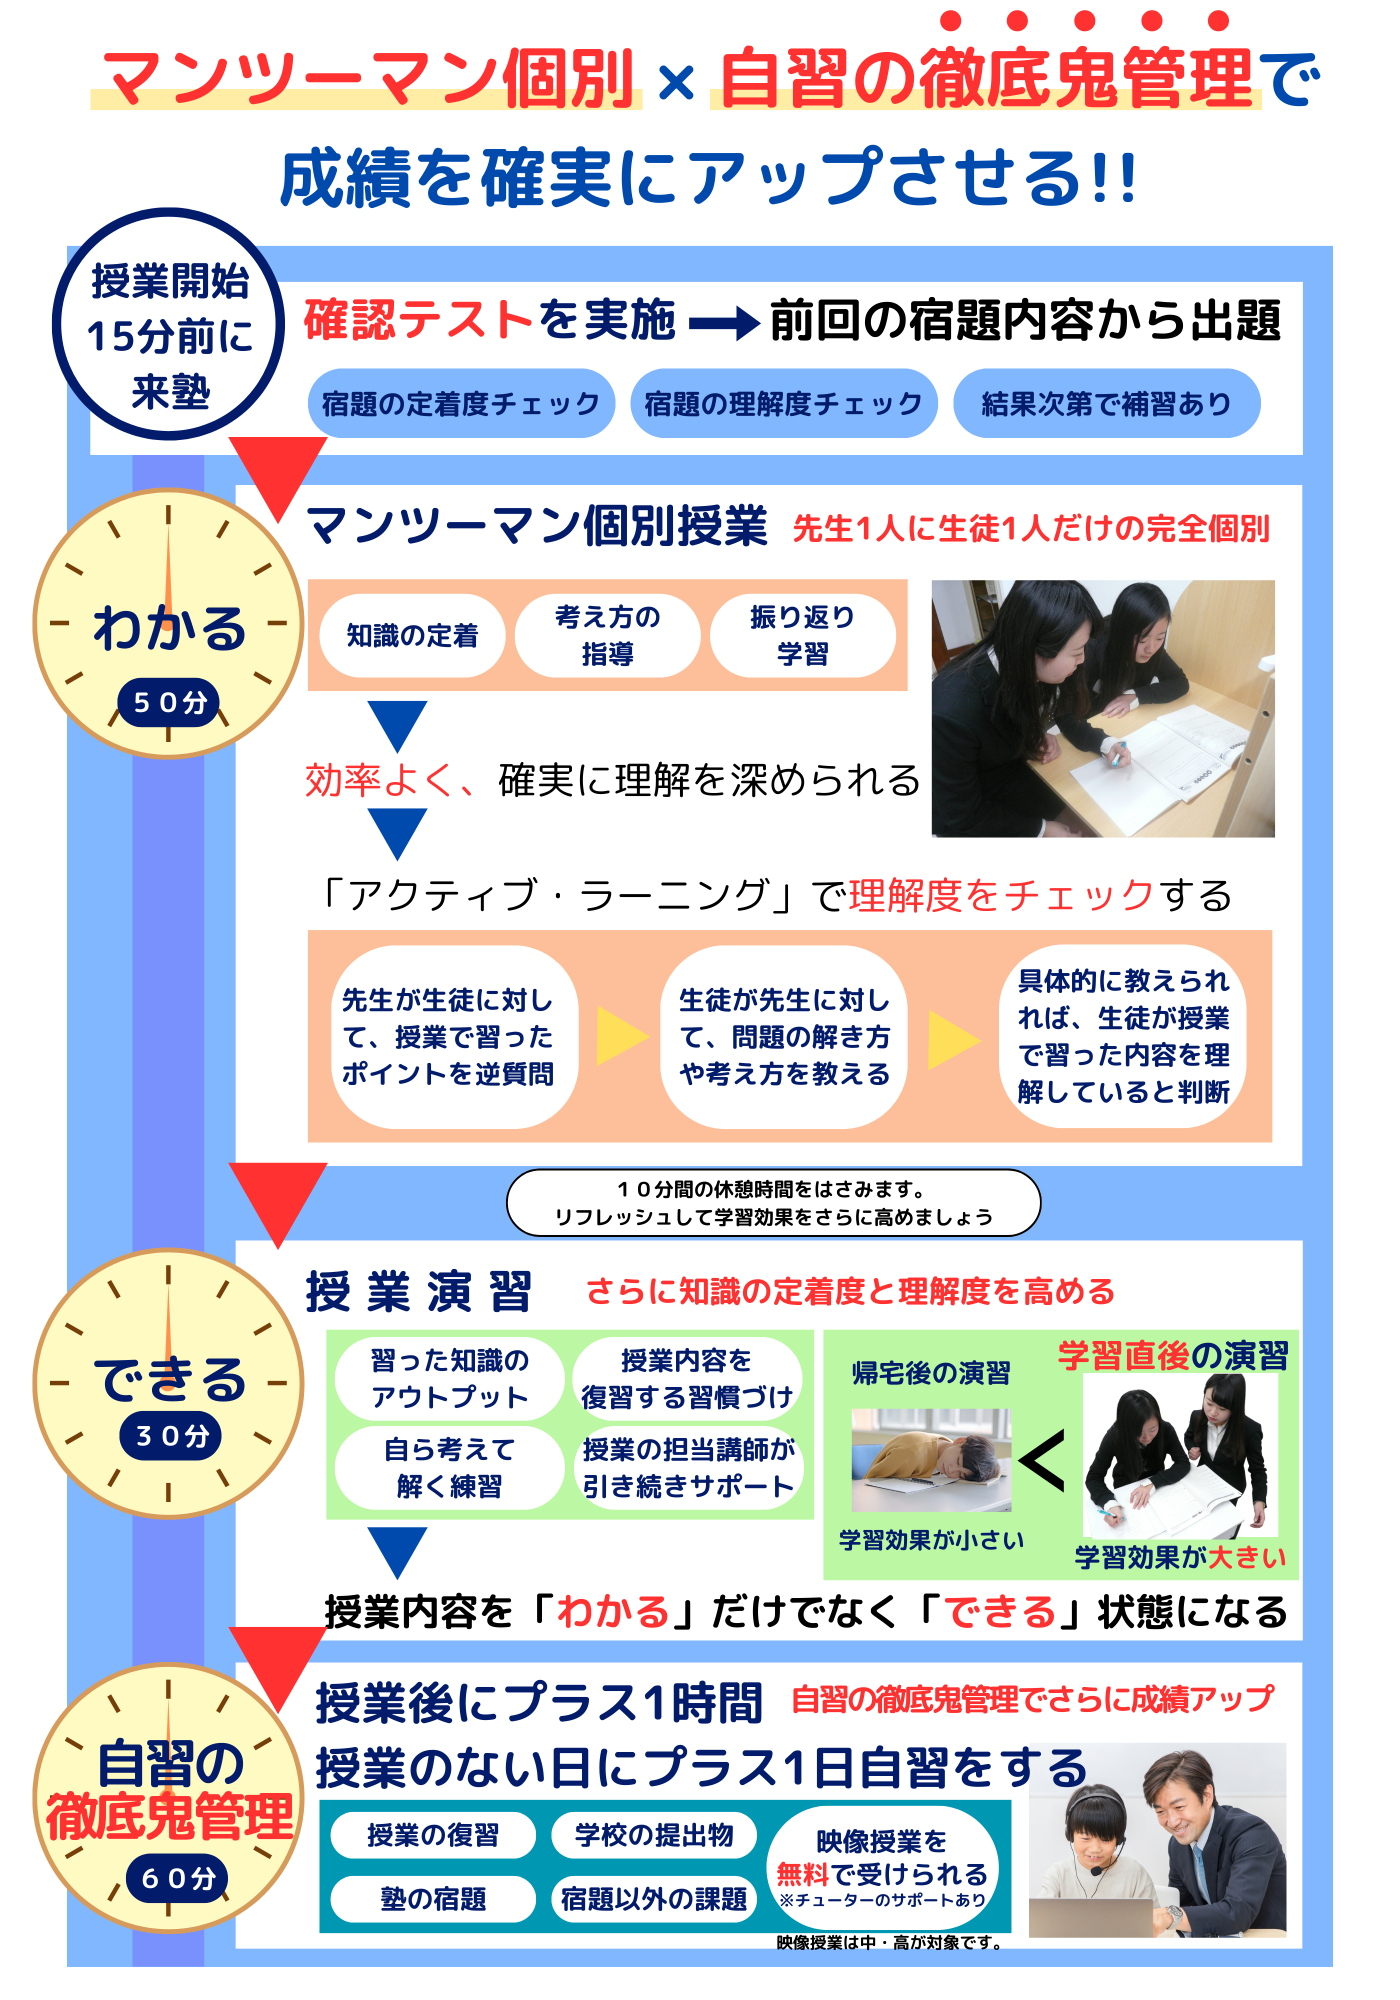 マンツーマン個別×自習の徹底鬼管理で
成績を確実にアップさせる!!
授業開始
15分前に
来塾
確認テストを実施→前回の宿題内容から出題
宿題の定着度チェック
宿題の理解度チェック
結果次第で補習あり
わかる
５０分
マンツーマン個別授業
先生1人に生徒1人だけの完全個別
知識の定着
考え方の
指導
振り返り
学習
効率よく、確実に理解を深められる
「アクティブ・ラーニング」で理解度をチェックする
先生が生徒に対し
て、授業で習った
ポイントを逆質問
生徒が先生に対し
て、問題の解き方
や考え方を教える
具体的に教えられ
れば、生徒が授業
で習った内容を理
解していると判断
１０分間の休憩時間をはさみます。
リフレッシュして学習効果をさらに高めましょう
できる
３０分
授業演習
さらに知識の定着度と理解度を高める
習った知識の
アウトプット
授業内容を
復習する習慣づけ
自ら考えて
解く練習
授業の担当講師が
引き続きサポート
帰宅後の演習
学習効果が小さい
<
学習直後の演習
学習効果が大きい
授業内容を「わかる」だけでなく「できる」状態になる
自習の
徹底鬼管理
６０分
授業後にプラス1時間
自習の徹底鬼管理でさらに成績アップ
授業のない日にプラス1日自習をする
授業の復習
学校の提出物
塾の宿題
宿題以外の課題
映像授業を
無料で受けられる
※チューターのサポートあり
映像授業は中・高が対象です。